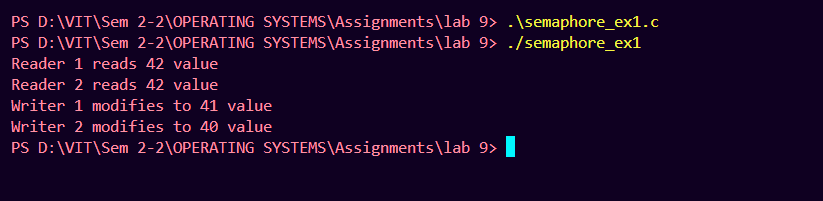 PS D:\VIT\Sem 2-2\OPERATING SYSTEMS\Assignments\lab 9> .\semaphore_ex1.c
PS D:\VIT\Sem 2-2\OPERATING SYSTEMS\Assignments\lab 9> ./semaphore_ex1
Reader 1 reads 42 value
Reader 2 reads 42 value
Writer 1 modifies to 41 value
Writer 2 modifies to 40 value
PS D:\VIT\Sem 2-2\OPERATING SYSTEMS\Assignments\lab 9>